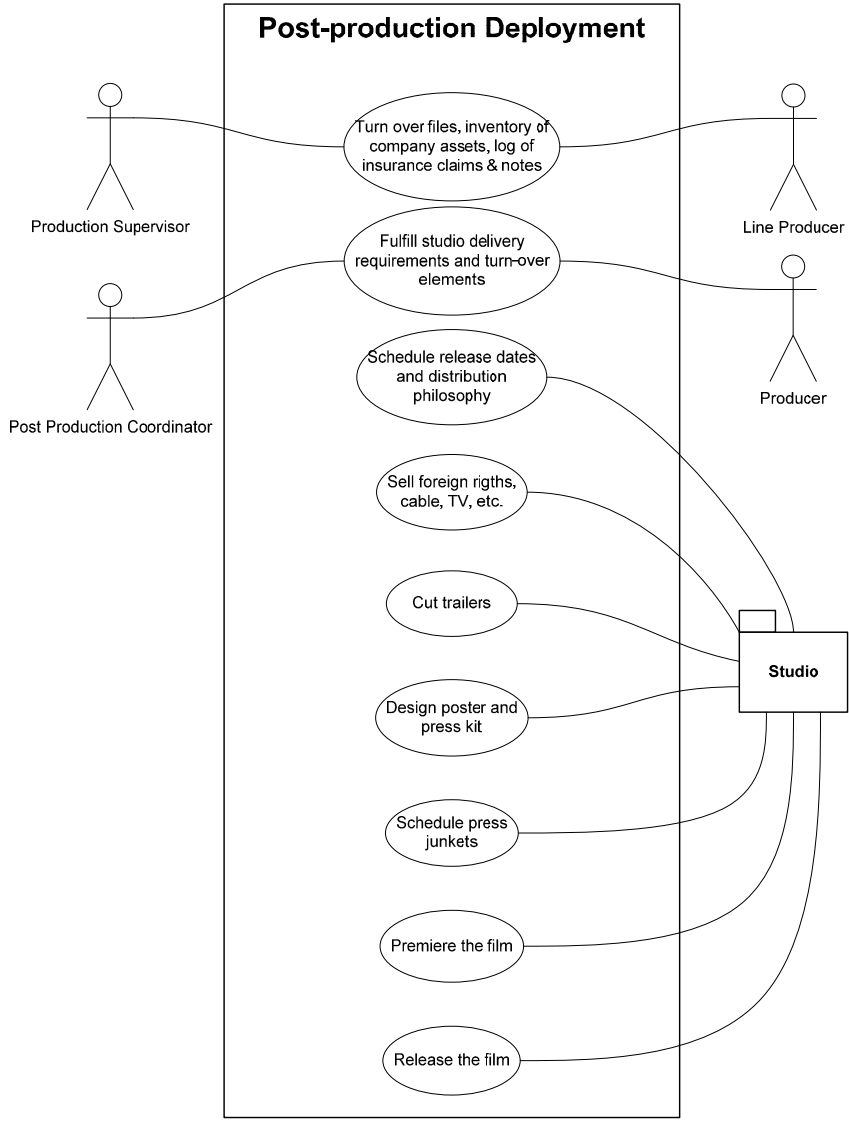 Post-production Deployment
Turn over files, inventory of
company assets, log of
insurance claims & notes
Production Supervisor
Line Producer
Fulfill studio delivery
requirements and turn-over
elements
Post Production Coordinator
Producer
Schedule release dates
and distribution
philosophy
Sell foreign rigths,
cable, TV, etc.
Cut trailers
Studio
Design poster and
press kit
Schedule press
junkets
Premiere the film
Release the film